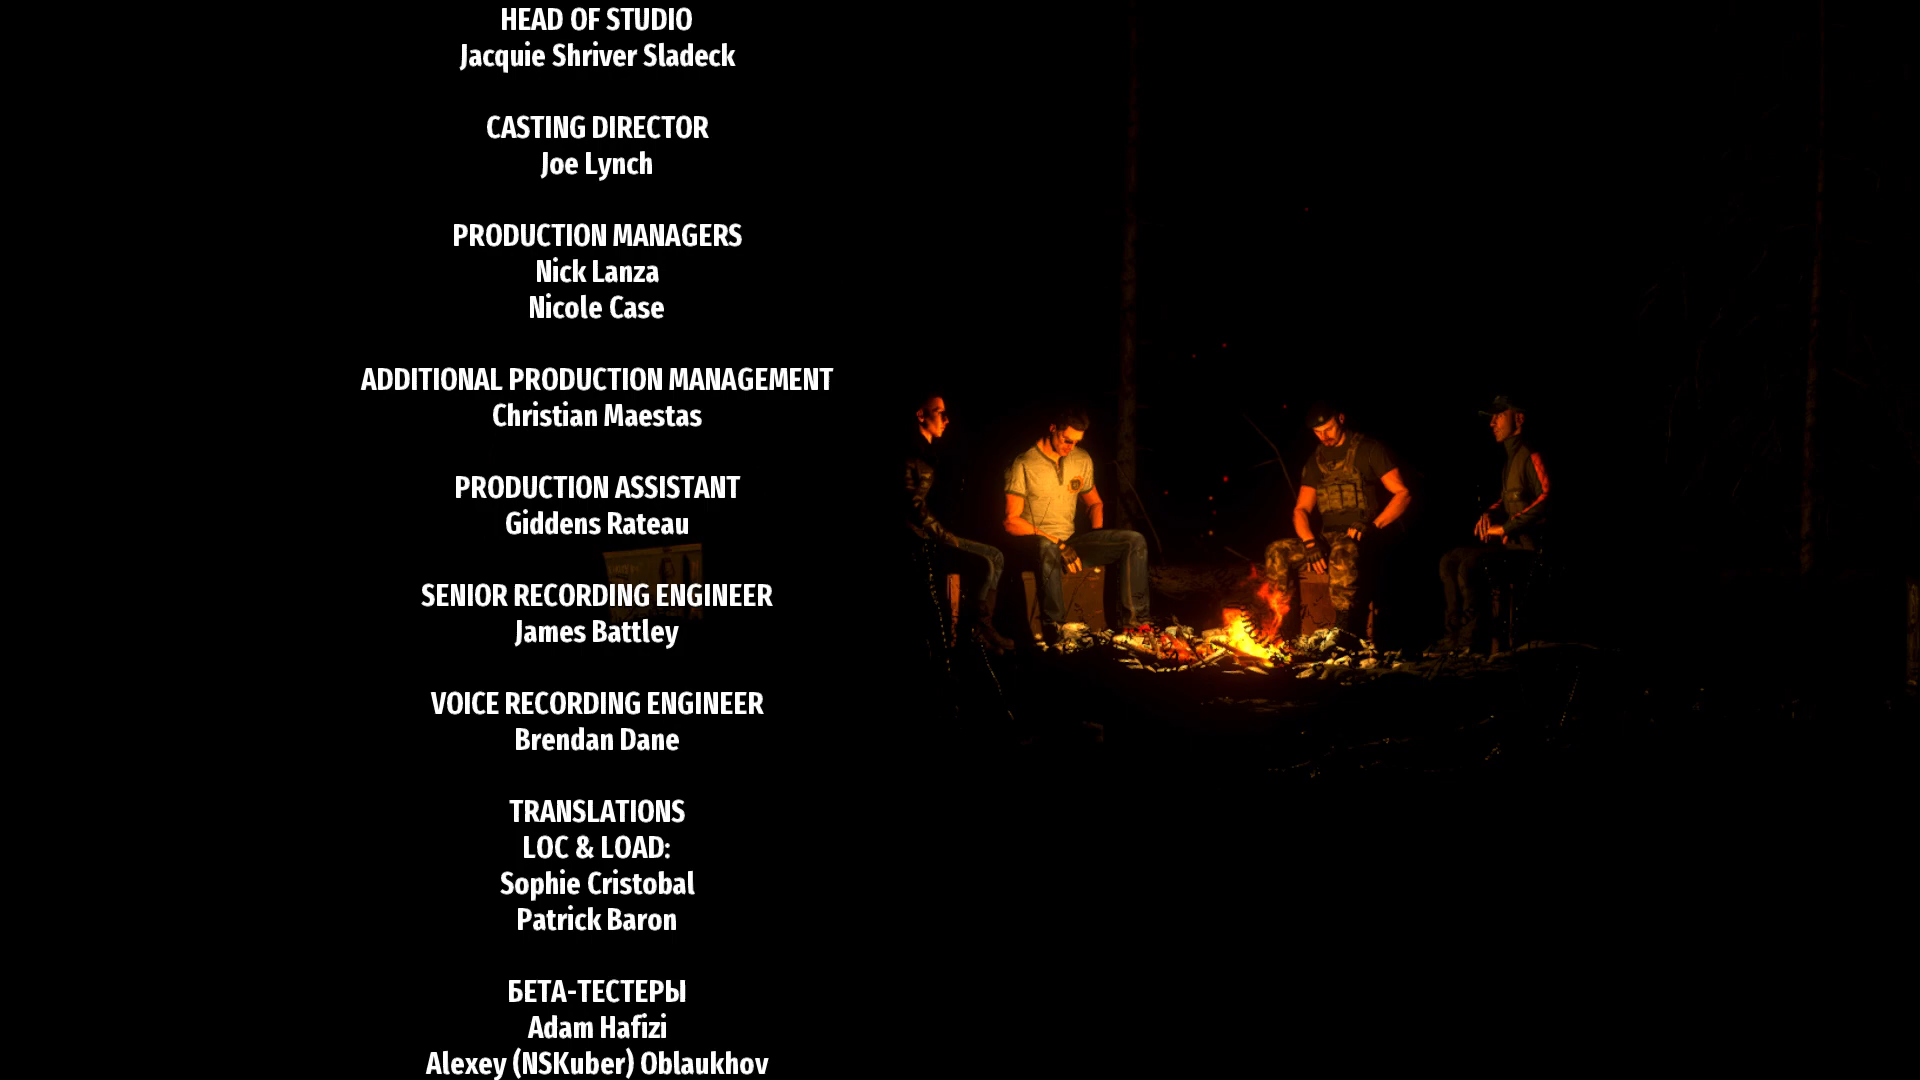 HEAD OF STUDIO
Jacquie Shriver Sladeck
CASTING DIRECTOR
Joe Lynch
PRODUCTION MANAGERS
Nick Lanza
Nicole Case
ADDITIONAL PRODUCTION MANAGEMENT
Christian Maestas
PRODUCTION ASSISTANT
Giddens Rateau
SENIOR RECORDING ENGINEER
James Battley
VOICE RECORDING ENGINEER
Brendan Dane
TRANSLATIONS
LOC & LOAD:
Sophie Cristobal
Patrick Baron
БЕТА-ТЕСТЕРЫ
Adam Hafizi
Alexey (NSKuber) Oblaukhov